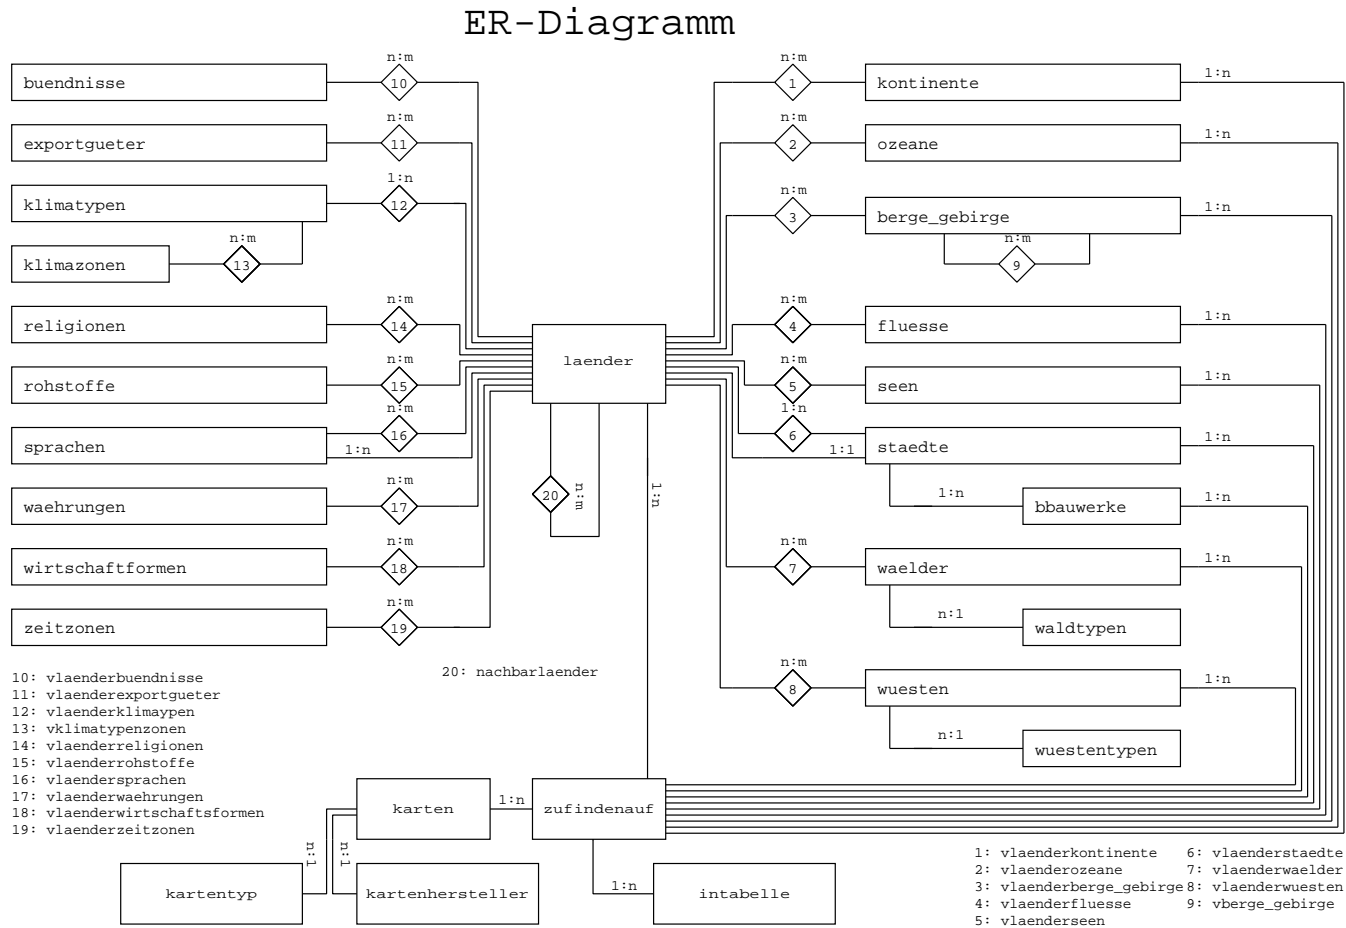 ER-Diagramm
n:m
n:m
buendnisse
10
1
kontinente
1:n
n:m
n:m
exportgueter
11
2
ozeane
1:n
1:n
klimatypen
12
n:m
3
berge_gebirge
1:n
n:m
klimazonen
13
n:m
9
n:m
n:m
religionen
14
4
fluesse
1:n
laender
n:m
n:m
rohstoffe
15
5
seen
1:n
n:m
1:n
16
6
sprachen
1:n
1:1
staedte
1:n
n:m
20
n:m
1:n
waehrungen
17
1:n
bbauwerke
1:n
n:m
n:m
wirtschaftformen
18
7
waelder
1:n
n:m
zeitzonen
19
n:1
waldtypen
n:m
8
wuesten
1:n
n:1
wuestentypen
20: nachbarlaender
10: vlaenderbuendnisse
11: vlaenderexportgueter
12: vlaenderklimaypen
13: vklimatypenzonen
14: vlaenderreligionen
15: vlaenderrohstoffe
16: vlaendersprachen
17: vlaenderwaehrungen
18: vlaenderwirtschaftsformen
19: vlaenderzeitzonen
karten
1:n
zufindenauf
n:1
n:1
kartentyp
kartenhersteller
1:n
intabelle
1: vlaenderkontinente
2: vlaenderozeane
3: vlaenderberge_gebirge
4: vlaenderfluesse
5: vlaenderseen
6: vlaenderstaedte
7: vlaenderwaelder
8: vlaenderwuesten
9: vberge_gebirge